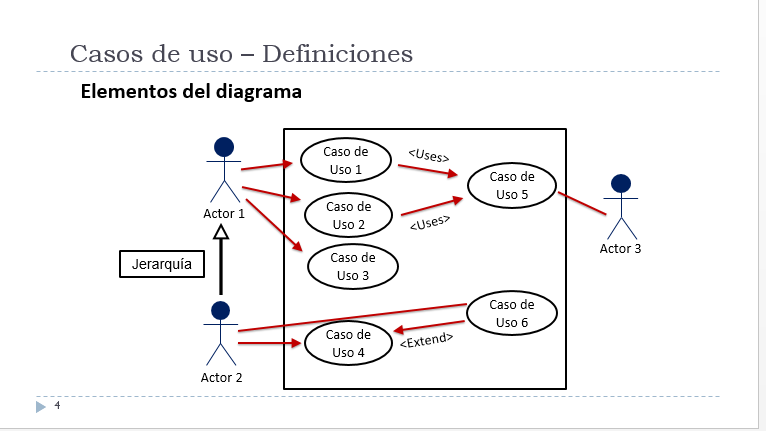 Casos de uso – Definiciones
Elementos del diagrama
Actor 1
Caso de
Uso 1
<Uses>
Caso de
Uso 5
Caso de
Uso 2
<Uses>
Actor 3
Caso de
Uso 3
Jerarquía
Caso de
Uso 6
Caso de
Uso 4
<Extend>
Actor 2
4